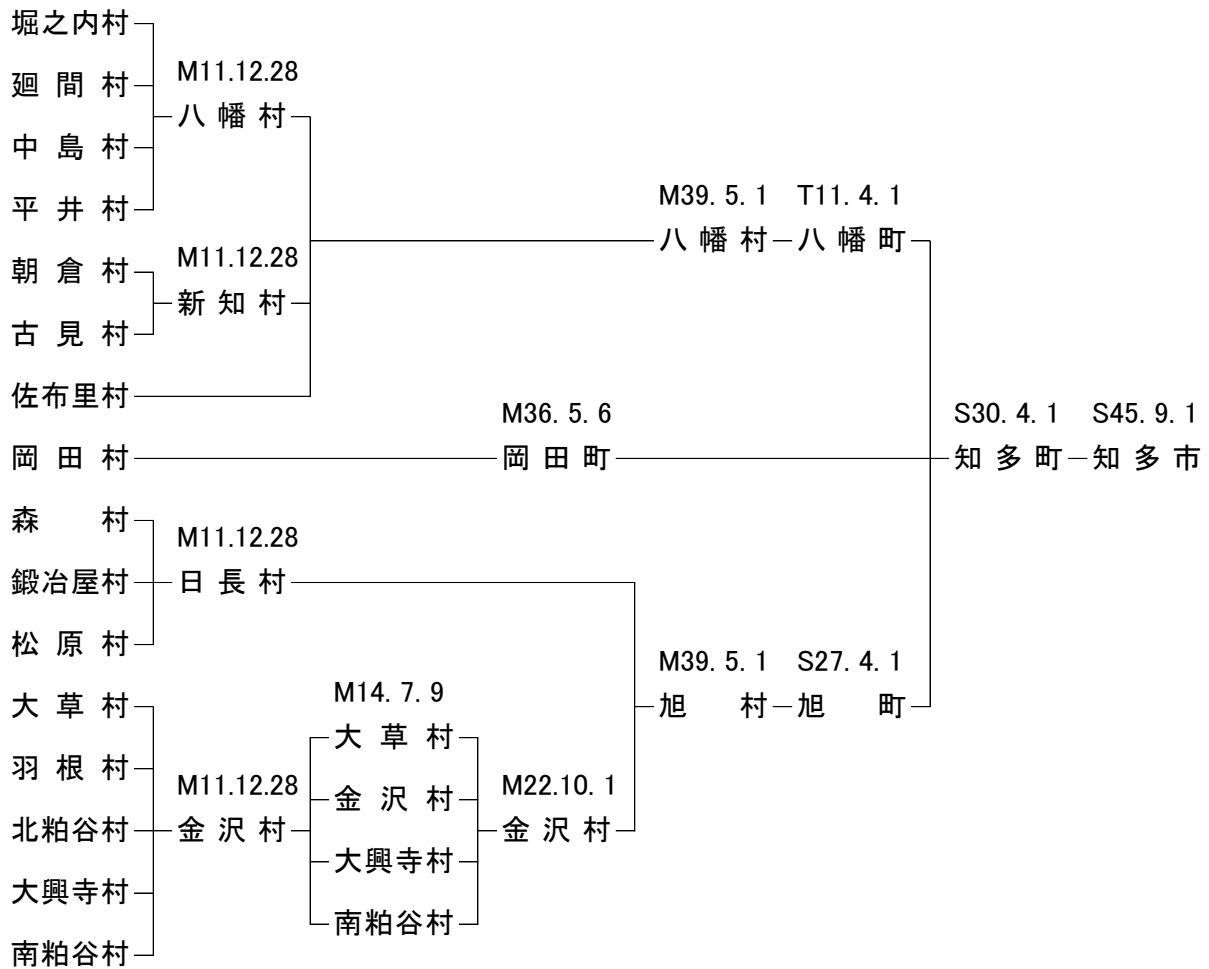 堀之内村
廻間村
中島村
平井村
朝倉村
古見村
佐布里村
岡田村
森村
鍛冶屋村
松原村
大草村
羽根村
北粕谷村
大興寺村
南粕谷村
M11.12.28
八幡村
M11.12.28
新知村
M11.12.28
日長村
M11.12.28
金沢村
M14. 7. 9
大草村
金沢村
大興寺村
南粕谷村
M36. 5. 6
岡田町
M22.10. 1
金沢村
M39. 5. 1
八幡村
T11. 4. 1
八幡町
M39. 5. 1
旭村
S27. 4. 1
旭町
S30. 4. 1
知多町
S45. 9. 1
知多市